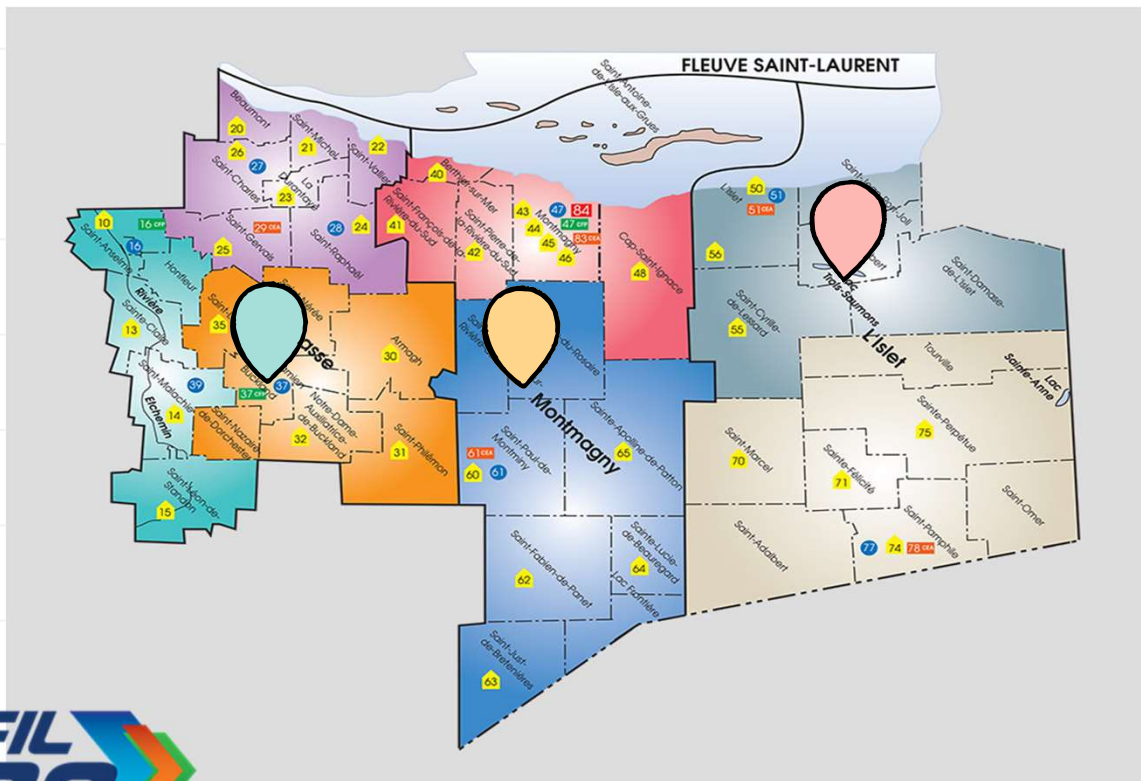 FLEUVE SAINT-LAURENT
Saint-Antoine-
de-L'Isle-aux-Grues
Beaumont
20
26
27
Saint-Michel
21
22
Saint-Vallier
Saint-Charles
La
Durantaye
23
29 CEA
28
24
Saint-Gervais
25
Saint-Raphaël
10
16 CFP
16
Saint-Anselme
Honfleur
Rivière
Etchemin
Sainte-Claire
13
39
Saint-Malachie
14
Saint-Léon-de-
Standon
15
Saint-Nazaire-
de-Dorchester
35
Nérée
30
Armagh
37 CFP
37
Buckland
Notre-Dame-
Auxiliatrice-
de-Buckland
32
31
Saint-Philémon
40
Berthier-sur-Mer
41
Saint-François-de-la-
Rivière-du-Sud
42
Saint-Pierre-de-
la-Rivière-du-Sud
43
47
84
44
47 CFP
45
83 CEA
46
Montmagny
48
Cap-Saint-Ignace
du-Rosaire
Montmagny
61 CEA
60
61
Saint-Paul-de-
Montminy
65
Sainte-Apolline-de-Patton
62
Saint-Fabien-de-Panet
64
Sainte-Lucie-
de-Beauregard
Lac Frontière
63
Saint-Just-
de-Bretenières
50
51
51 CEA
L'Islet
56
55
Saint-Cyrille-
de-Lessard
Trois-Saumons
Saint-Damase-
de-L'Islet
L'Islet
Tourville
Lac
Sainte-Anne
70
Saint-Marcel
71
Sainte-Félicité
75
Sainte-Perpétue
77
74
78 CEA
Saint-Pamphile
Saint-Omer
Saint-Adalbert